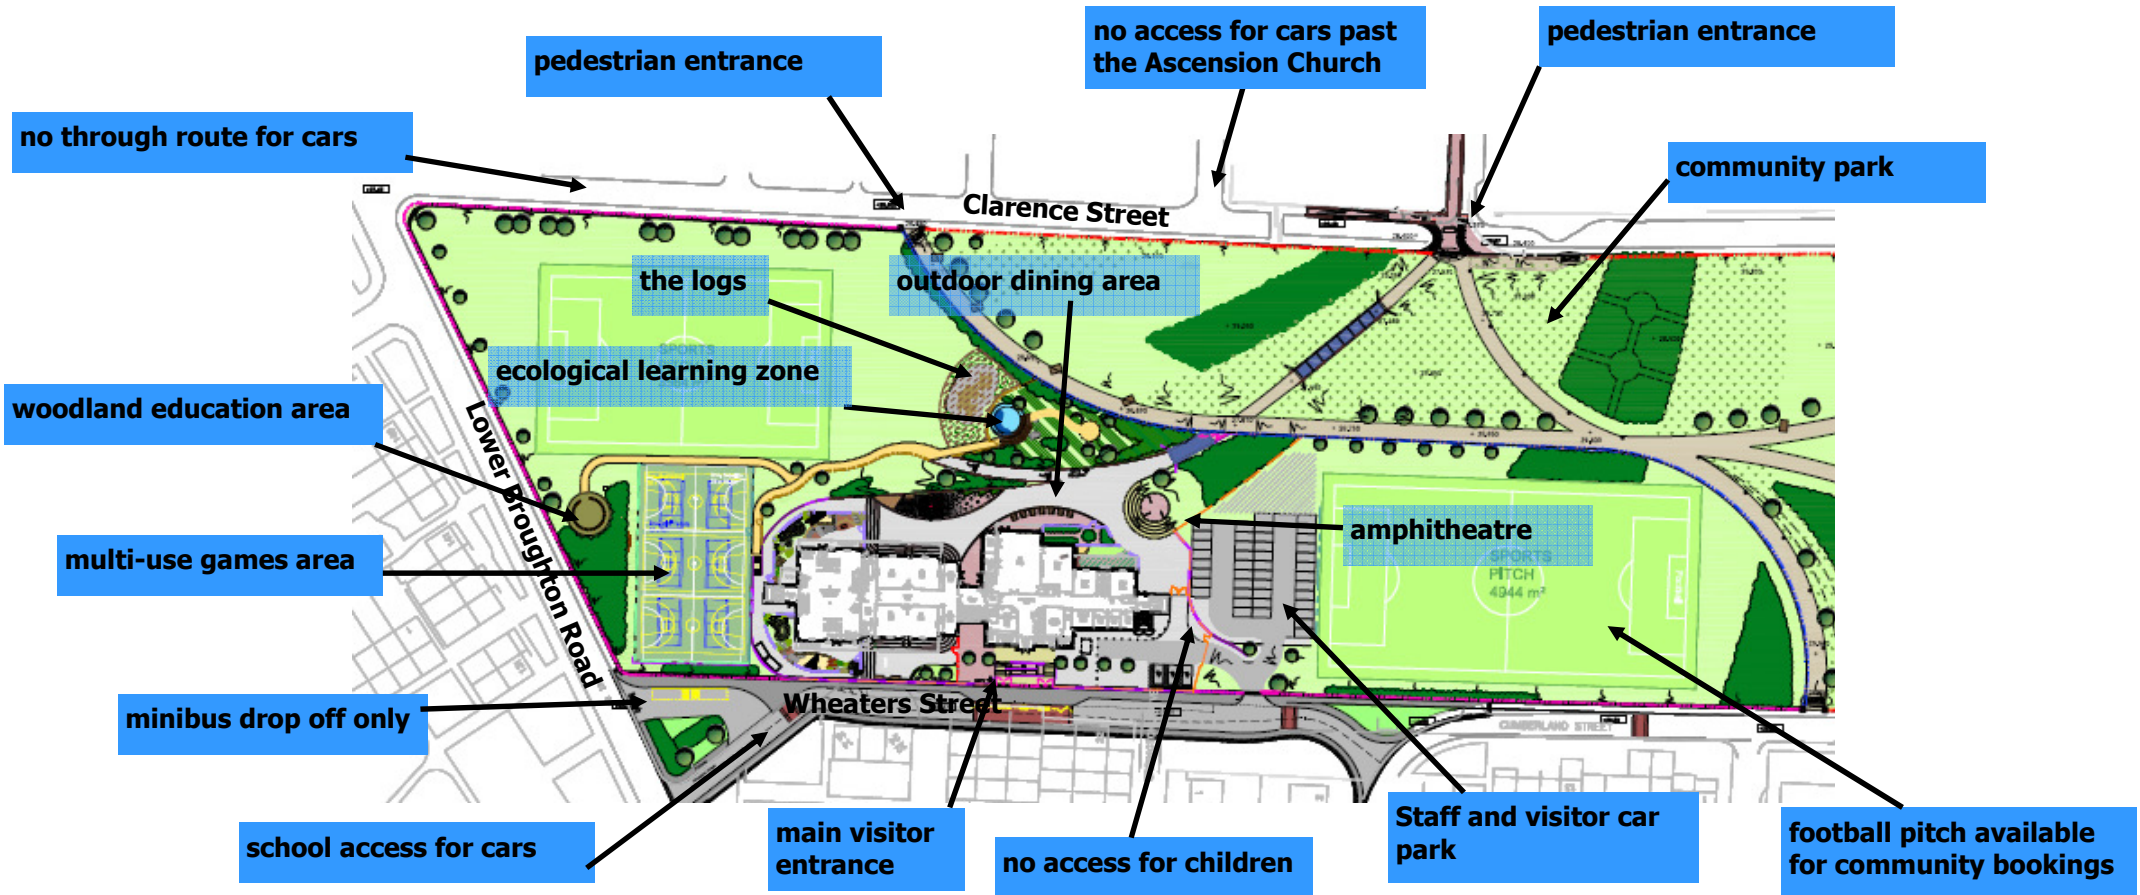 no access for cars past
the Ascension Church
pedestrian entrance
pedestrian entrance
no through route for cars
community park
Clarence Street
the logs
outdoor dining area
ecological learning zone
woodland education area
Lower Broughton Road
amphitheatre
multi-use games area
SPORTS
PITCH
4944 m²
minibus drop off only
Wheaters Street
CUMBERLAND STREET
school access for cars
main visitor
entrance
no access for children
Staff and visitor car
park
football pitch available
for community bookings